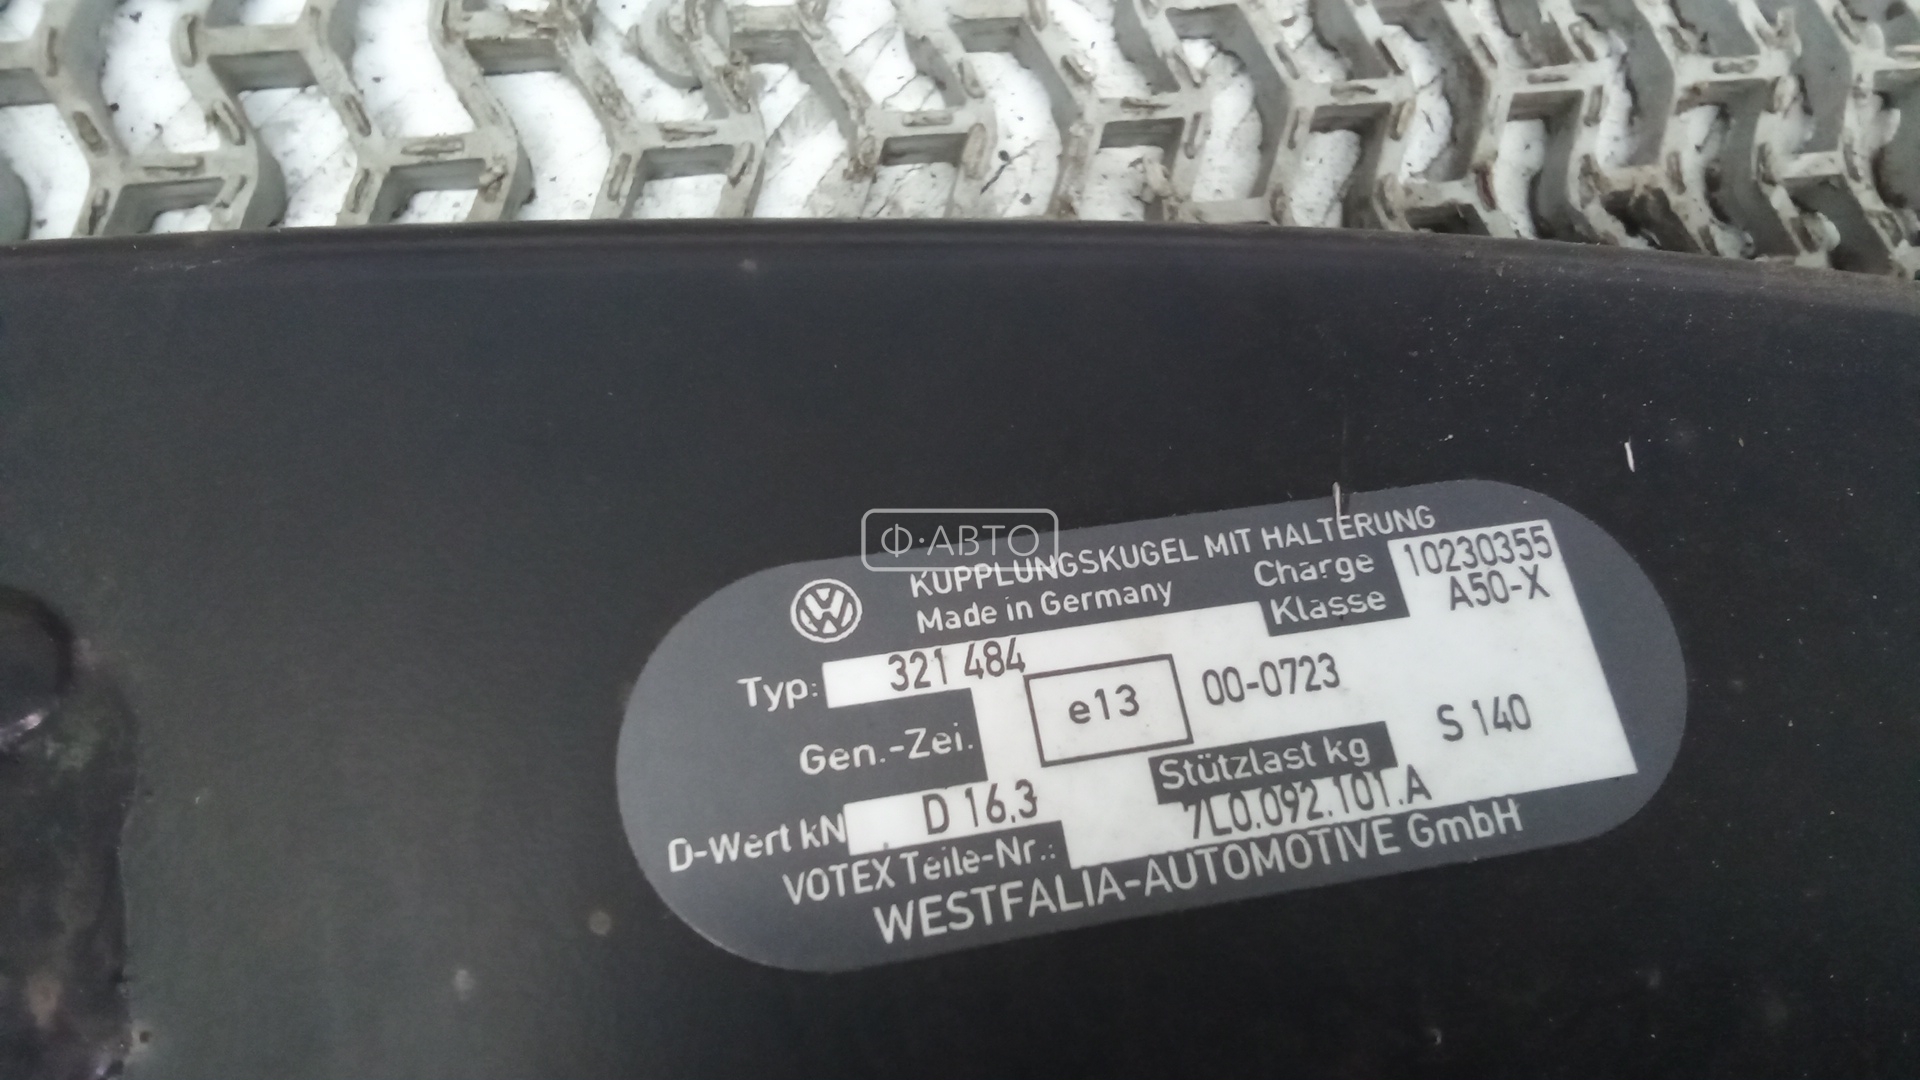 Ф·АВТО
KUPPLUNGSKUGEL MIT HALTERUNG
Made in Germany
Charge 10230355
Klasse A50-X
Typ: 321 484
Gen.-Zei. e13 00-0723
D-Wert kN D 16,3
Stützlast kg S 140
VOTEX Teile-Nr.: 7L0.092.101.A
WESTFALIA-AUTOMOTIVE GmbH